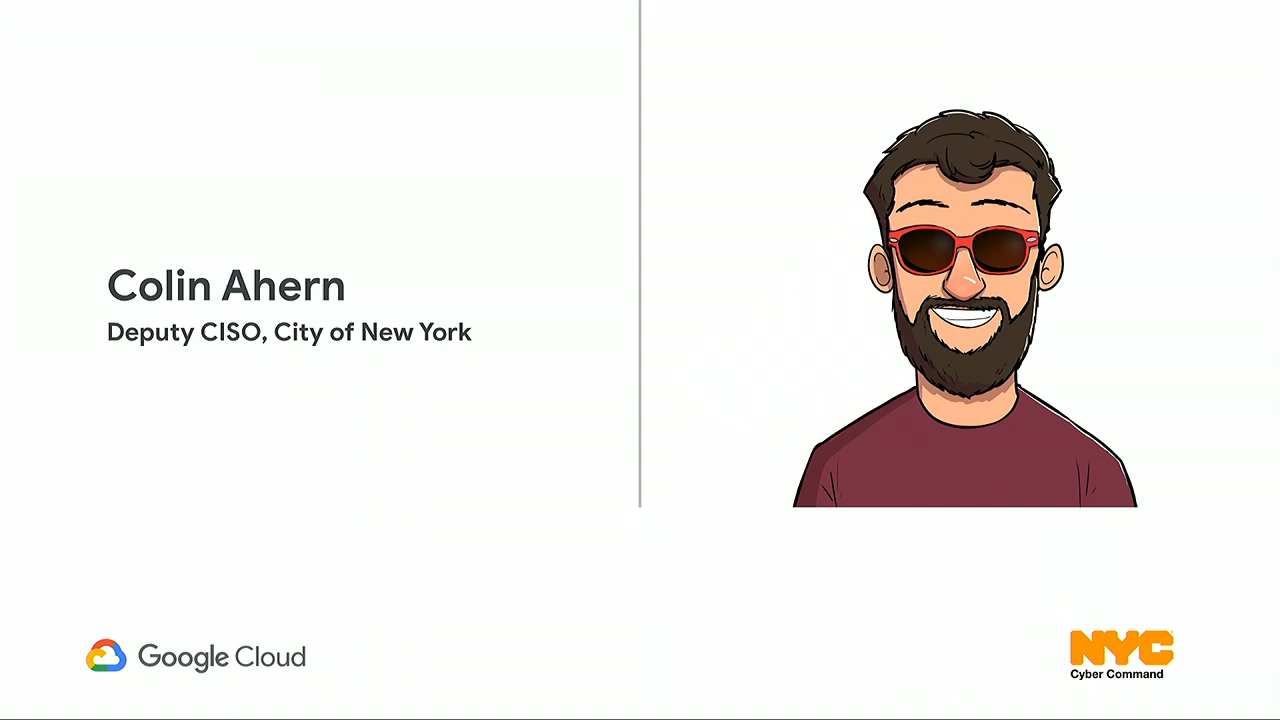 Colin Ahern
Deputy CISO, City of New York
Google Cloud
NYC
Cyber Command